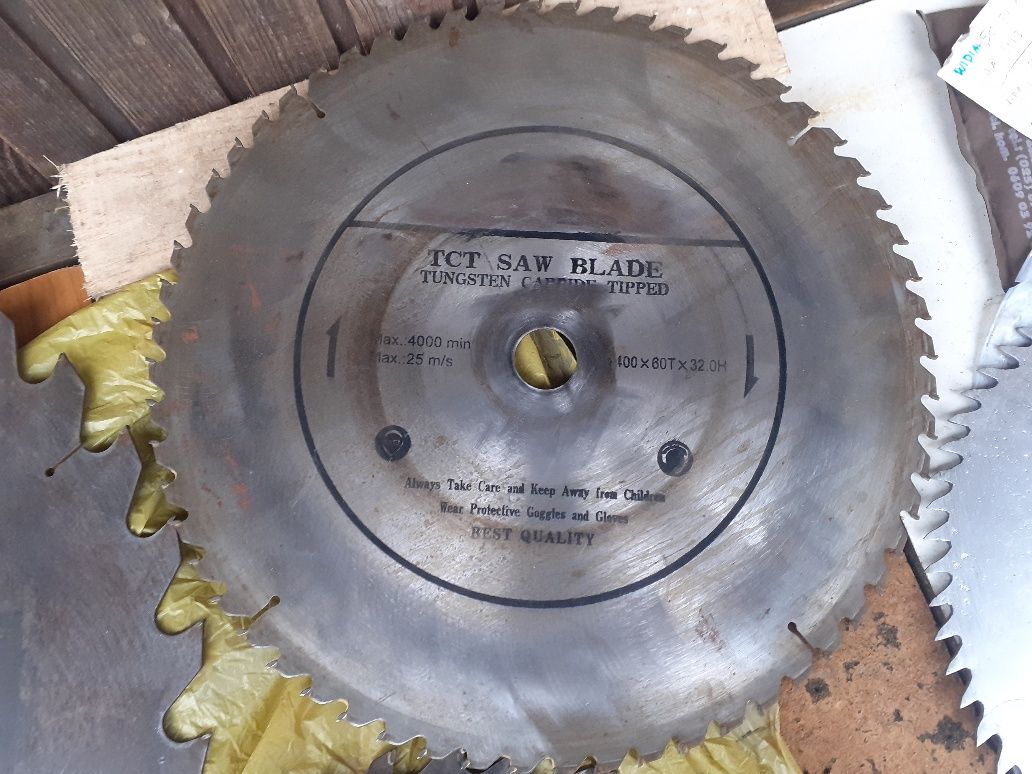 TCT SAW BLADE
TUNGSTEN CARBIDE TIPPED
Max.:4000 min
Max.:25 m/s
400×60T×32.0H
Always Take Care and Keep Away from Children
Wear Protective Goggles and Gloves
BEST QUALITY
WIDIA